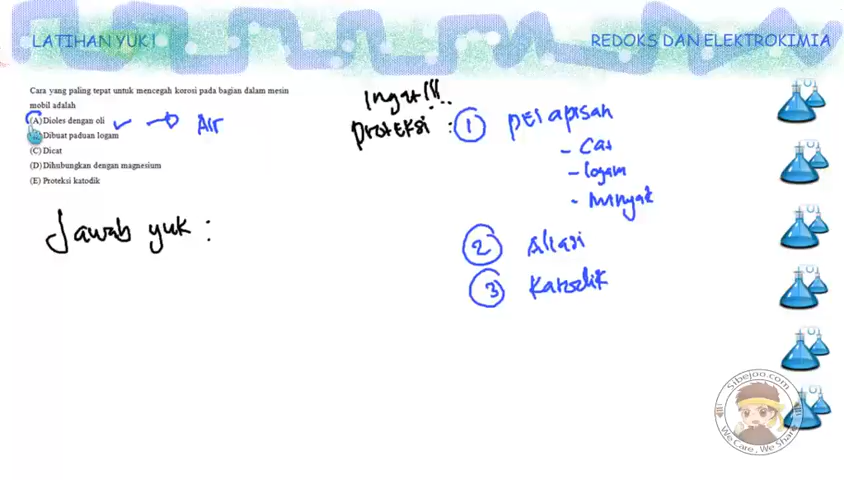 LATIHAN YUK!
REDOKS DAN ELEKTROKIMIA
Cara yang paling tepat untuk mencegah korosi pada bagian dalam mesin
mobil adalah
(A) Dioles dengan oli
Air
Dibuat paduan logam
(C) Dicat
(D) Dihubungkan dengan magnesium
(E) Proteksi katodik
Jawab yuk :
Ingat!!!
proteksi :
1 pelapisan
- Cat
- logam
- minyak
2 Aliasi
3 Katodik
Sibejoo.com
We Care, We Share